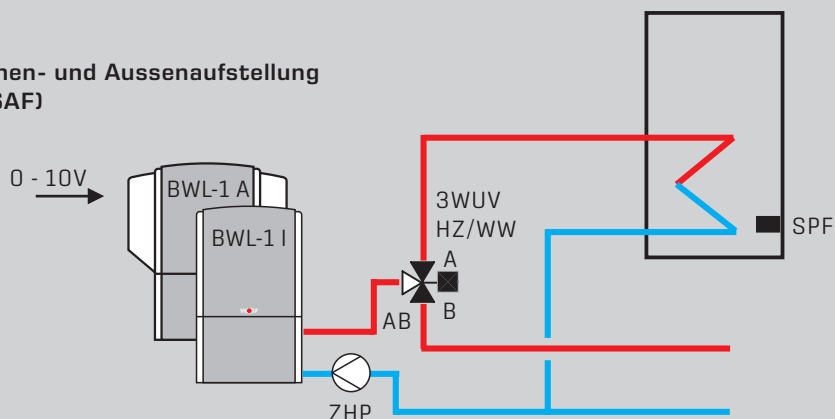 nen- und Aussenaufstellung
SAF)
0 - 10V
BWL-1 A
BWL-1 I
3WUV
HZ/WW
A
AB
B
SPF
ZHP